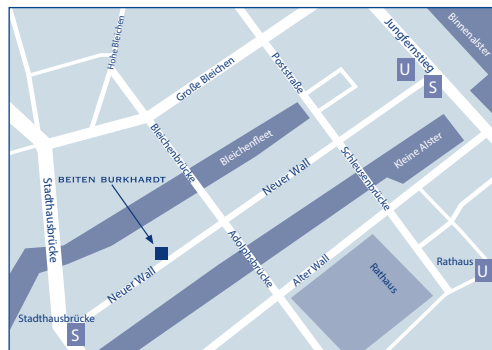 Binnenalster
Jungfernstieg
Hohe Bleichen
Große Bleichen
Poststraße
U
S
Bleichenbrücke
Bleichenfleet
Kleine Alster
Schleusenbrücke
Neuer Wall
BEITEN BURKHARDT
Stadthausbrücke
Adolphsbrücke
Alter Wall
Rathaus
Rathaus
U
Neuer Wall
Stadthausbrücke
S